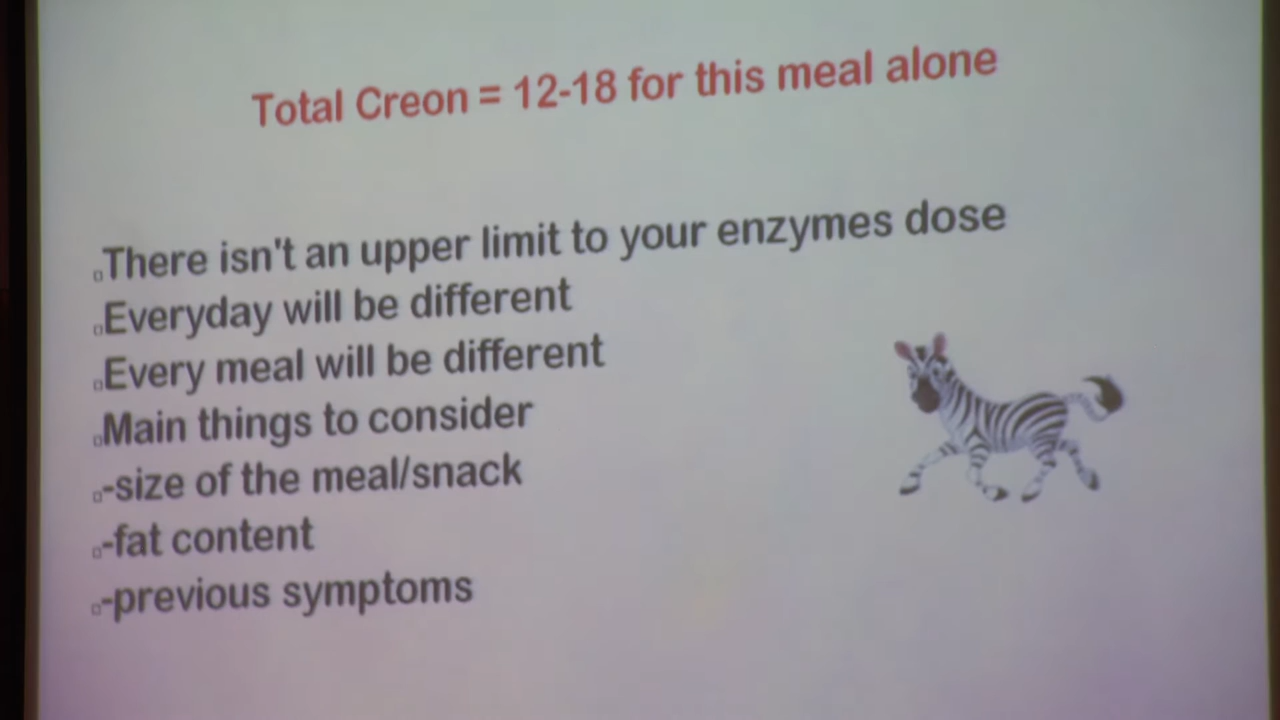 Total Creon = 12-18 for this meal alone
There isn't an upper limit to your enzymes dose
Everyday will be different
Every meal will be different
Main things to consider
-size of the meal/snack
-fat content
-previous symptoms